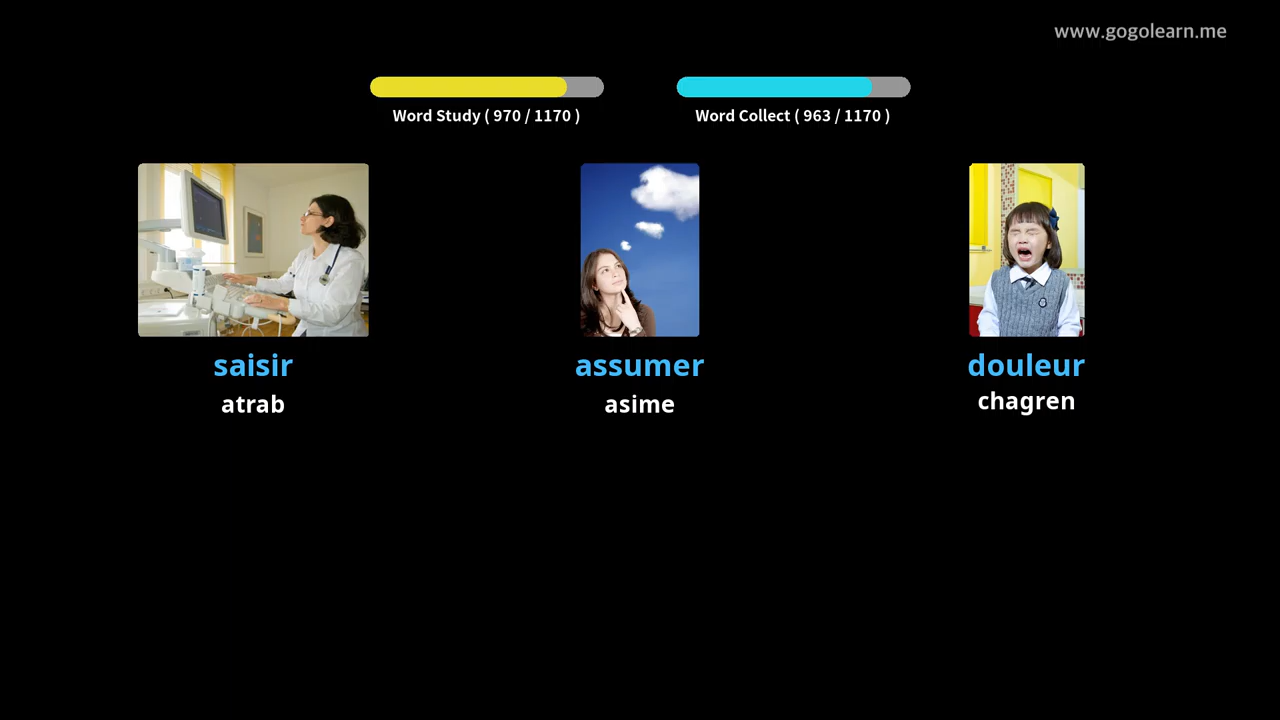 www.gogolearn.me
Word Study ( 970 / 1170 )
Word Collect ( 963 / 1170 )
saisir
assumer
douleur
atrab
asime
chagren